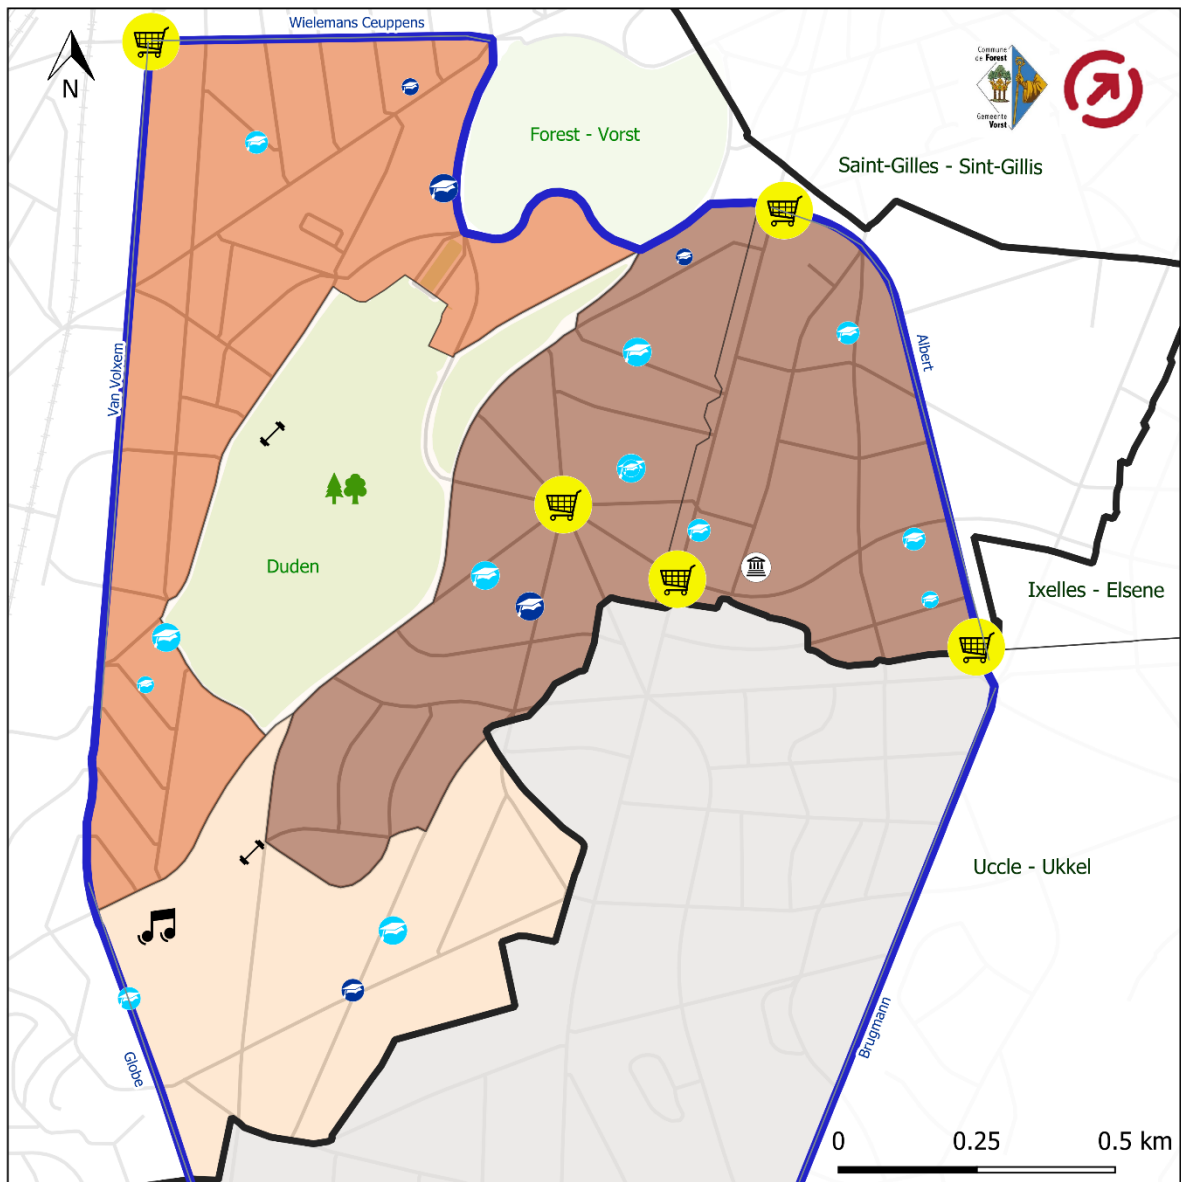 Wielemans Ceuppens
N
Commune
de Forest
Gemeente
Vorst
Forest - Vorst
Saint-Gilles - Sint-Gillis
Van Volxem
Albert
Duden
Ixelles - Elsene
Uccle - Ukkel
Globe
Brugmann
0 0.25 0.5 km